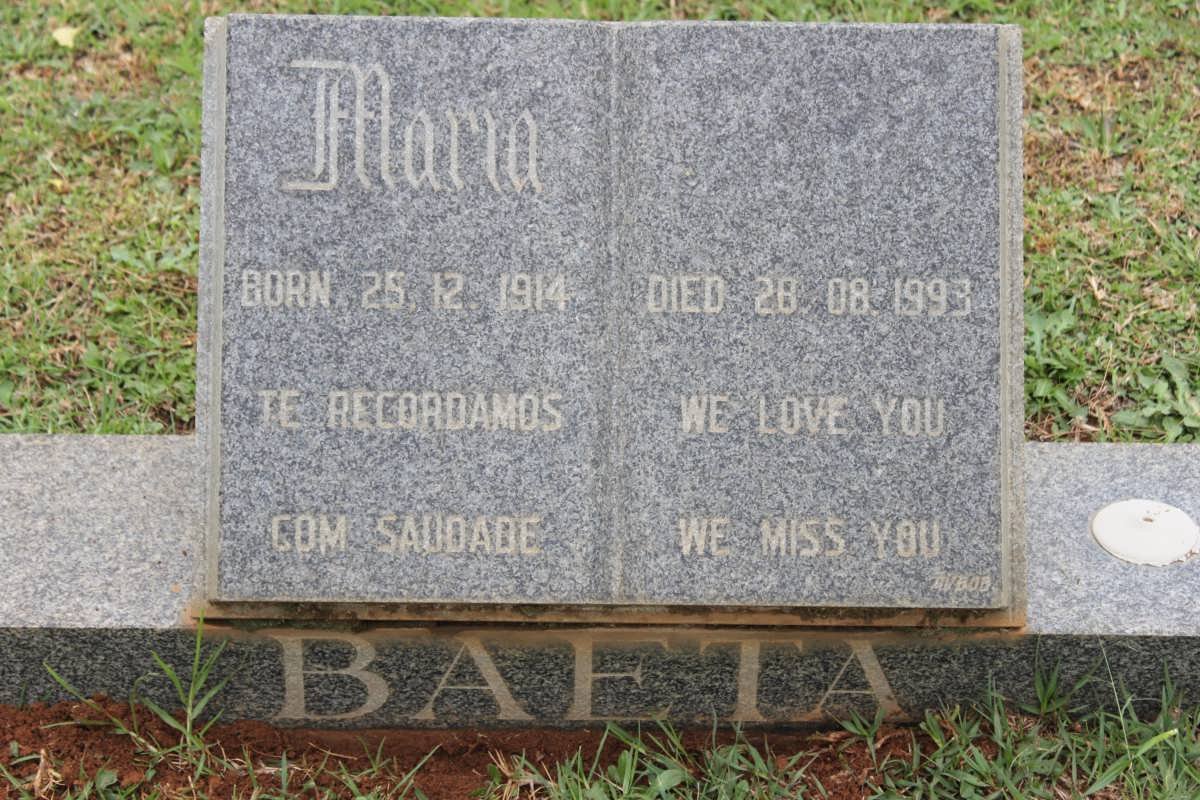 Maria
BORN 25.12.1914
TE RECORDAMOS
COM SAUDADE
DIED 28.08.1993
WE LOVE YOU
WE MISS YOU
BAETA